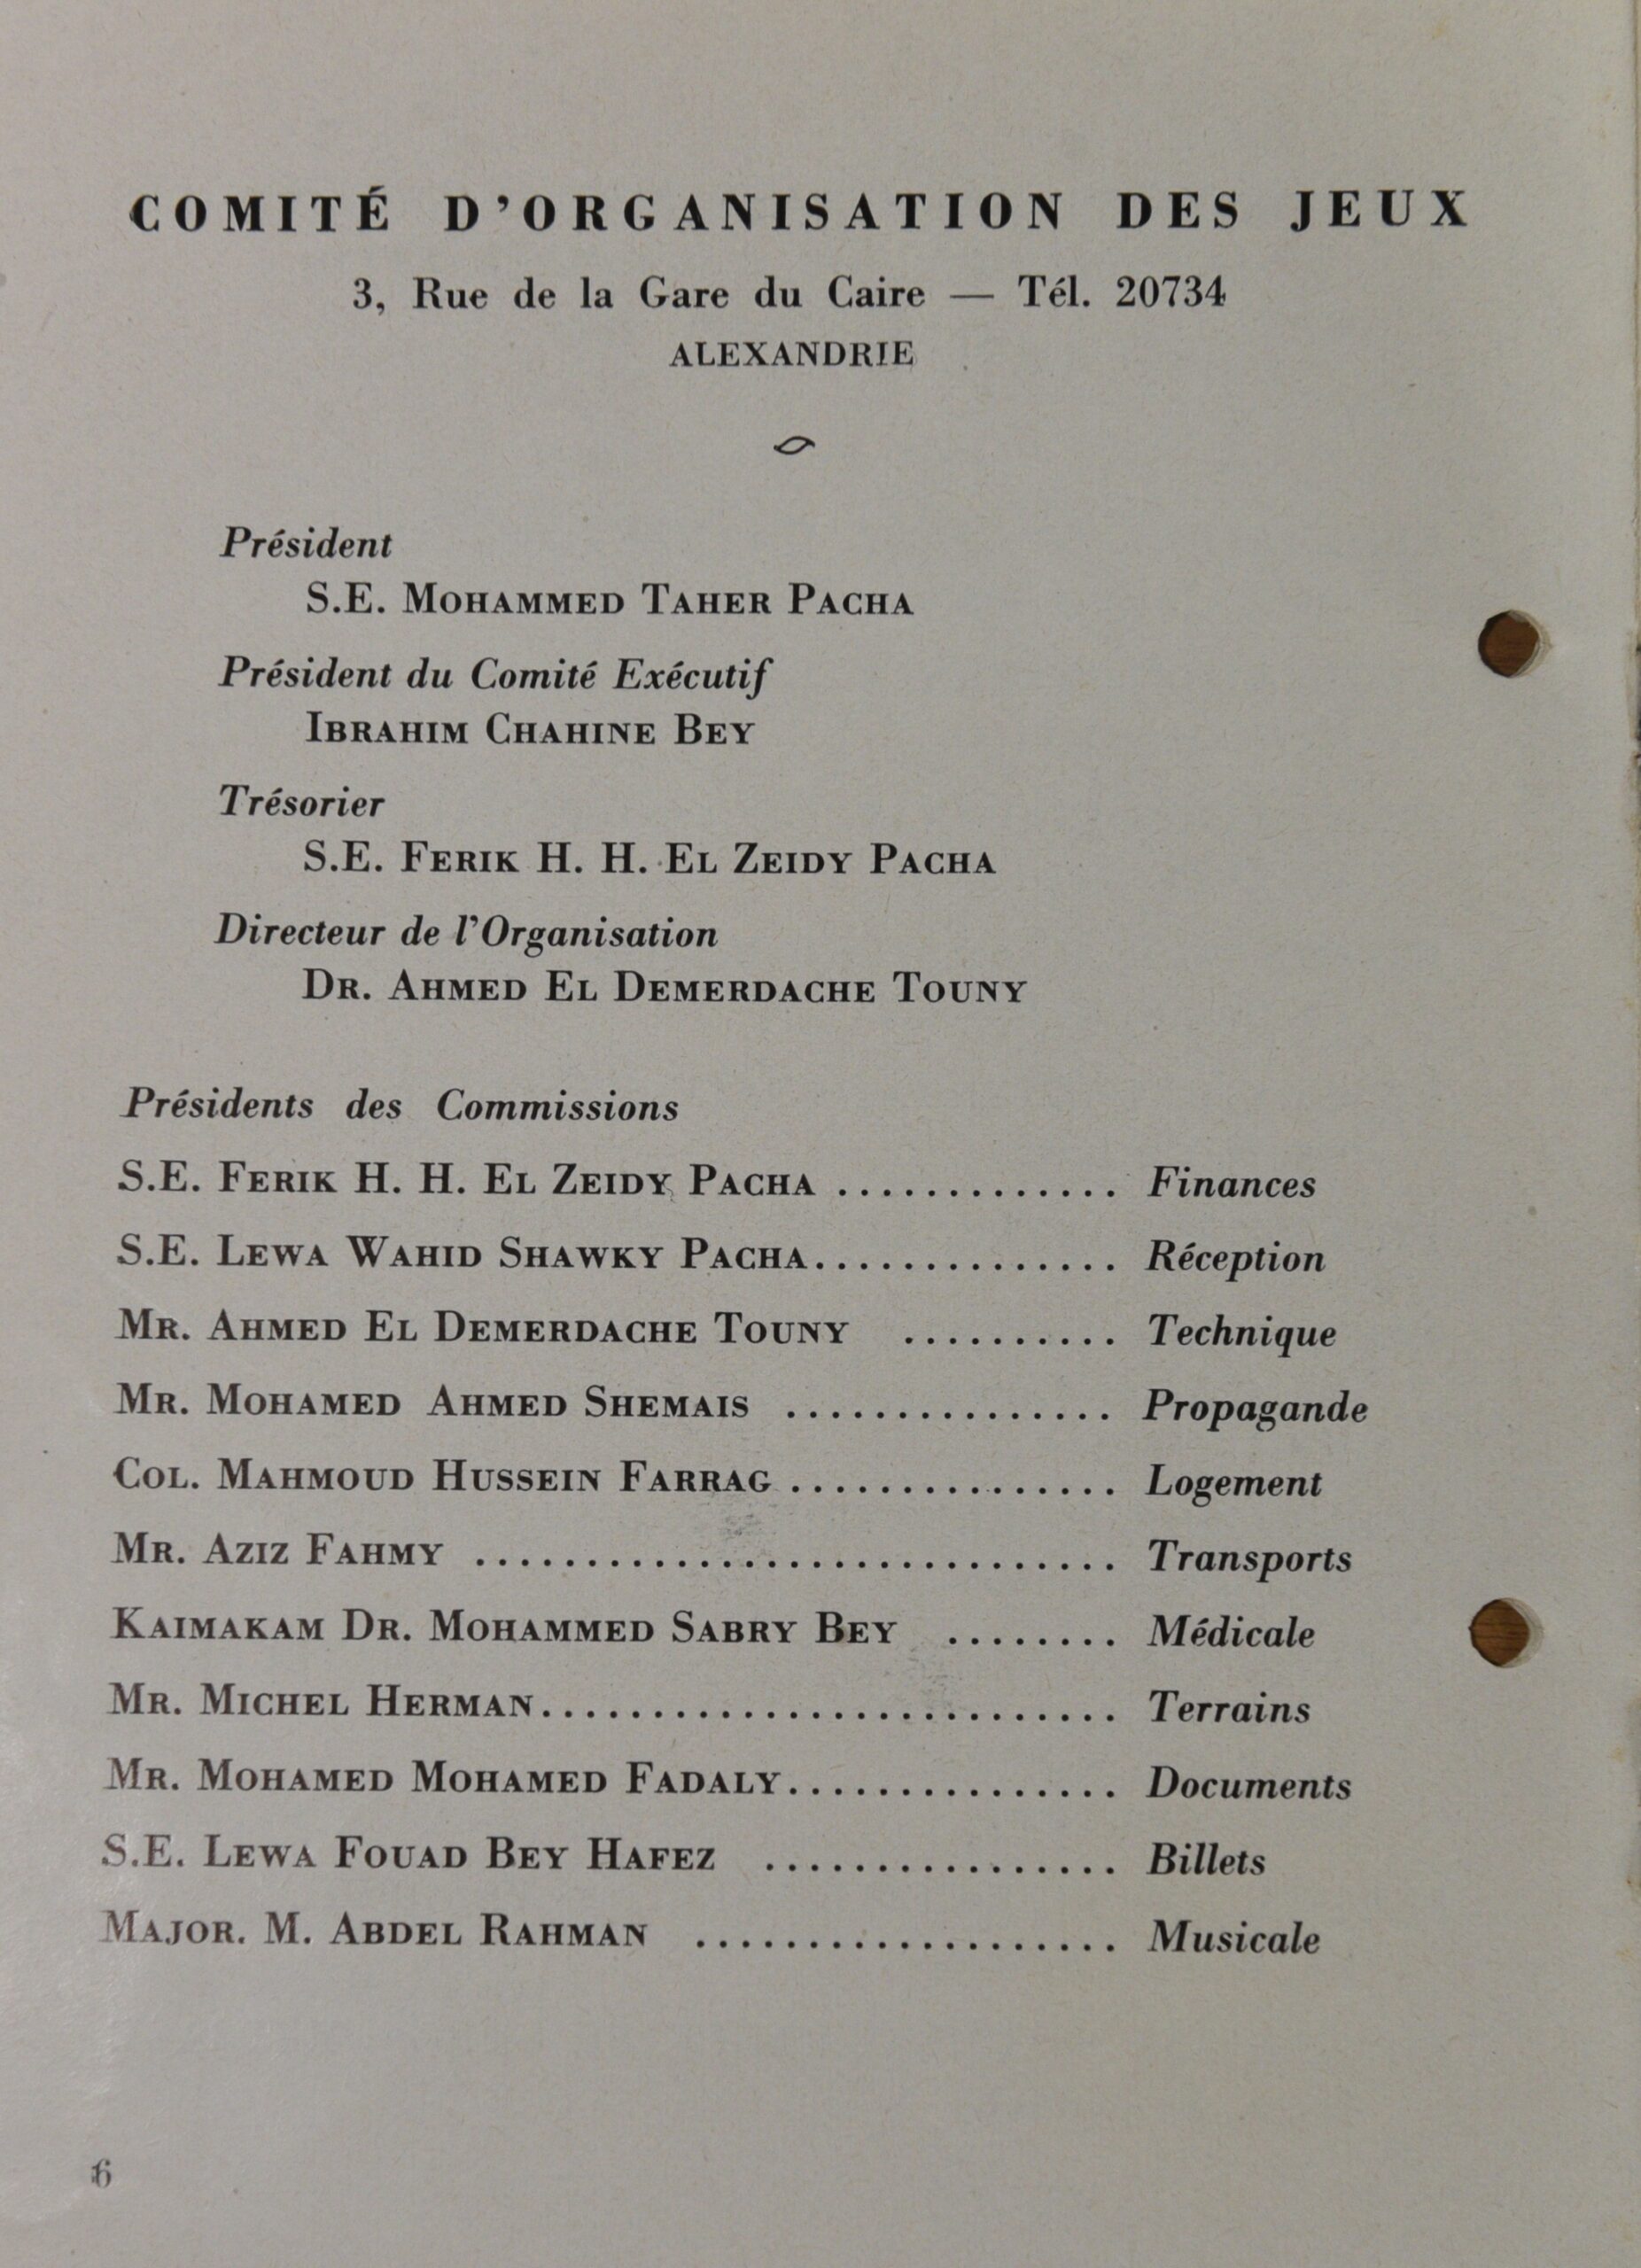 COMITÉ D'ORGANISATION DES JEUX
3, Rue de la Gare du Caire — Tél. 20734
ALEXANDRIE
Président
S.E. MOHAMMED TAHER PACHA
Président du Comité Exécutif
IBRAHIM CHAHINE BEY
Trésorier
S.E. FERIK H. H. EL ZEIDY PACHA
Directeur de l'Organisation
DR. AHMED EL DEMERDACHE TOUNY
Présidents des Commissions
S.E. FERIK H. H. EL ZEIDY PACHA ............. Finances
S.E. LEWA WAHID SHAWKY PACHA.............. Réception
MR. AHMED EL DEMERDACHE TOUNY .......... Technique
MR. MOHAMED AHMED SHEMAIS ............... Propagande
COL. MAHMOUD HUSSEIN FARRAG ............... Logement
MR. AZIZ FAHMY ............................. Transports
KAIMAKAM DR. MOHAMMED SABRY BEY ........ Médicale
MR. MICHEL HERMAN.......................... Terrains
MR. MOHAMED MOHAMED FADALY............... Documents
S.E. LEWA FOUAD BEY HAFEZ ................ Billets
MAJOR. M. ABDEL RAHMAN ................... Musicale
6